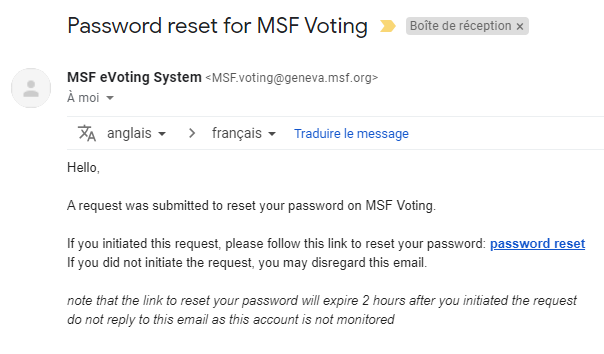 Password reset for MSF Voting Boîte de réception ×
MSF eVoting System <MSF.voting@geneva.msf.org>
À moi
anglais > français Traduire le message
Hello,
A request was submitted to reset your password on MSF Voting.
If you initiated this request, please follow this link to reset your password: password reset
If you did not initiate the request, you may disregard this email.
note that the link to reset your password will expire 2 hours after you initiated the request
do not reply to this email as this account is not monitored